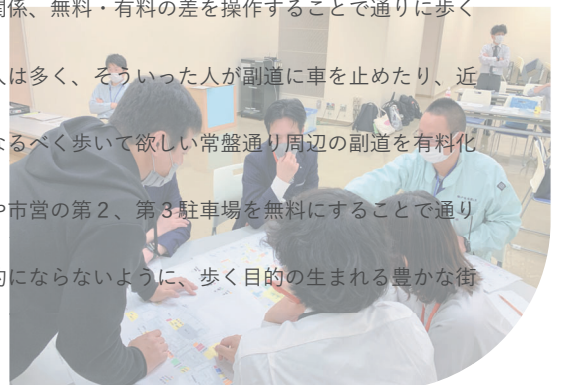 関係、無料・有料の差を操作することで通りに歩く
人は多く、そういった人が副道に車を止めたり、近
なるべく歩いて欲しい常盤通り周辺の副道を有料化
や市営の第２、第３駐車場を無料にすることで通り
的にならないように、歩く目的の生まれる豊かな街